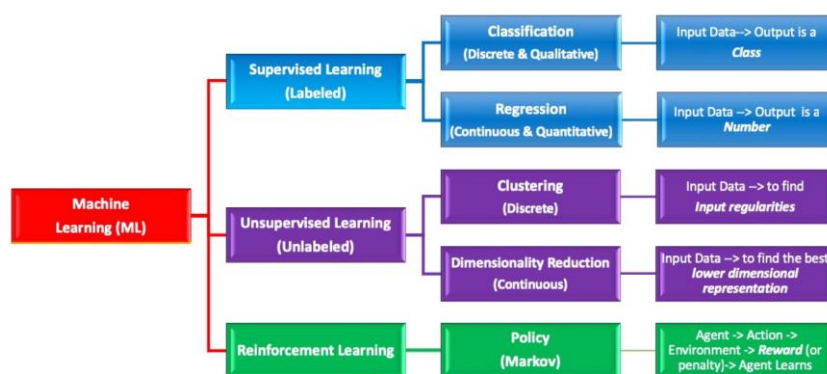 Machine
Learning (ML)
Supervised Learning
(Labeled)
Classification
(Discrete & Qualitative)
Input Data--> Output is a
Class
Regression
(Continuous & Quantitative)
Input Data --> Output  is a
Number
Unsupervised Learning
(Unlabeled)
Clustering
(Discrete)
Input Data --> to find
Input regularities
Dimensionality Reduction
(Continuous)
Input Data --> to find the best
lower dimensional
representation
Reinforcement Learning
Policy
(Markov)
Agent -> Action ->
Environment -> Reward (or
penalty)-> Agent Learns